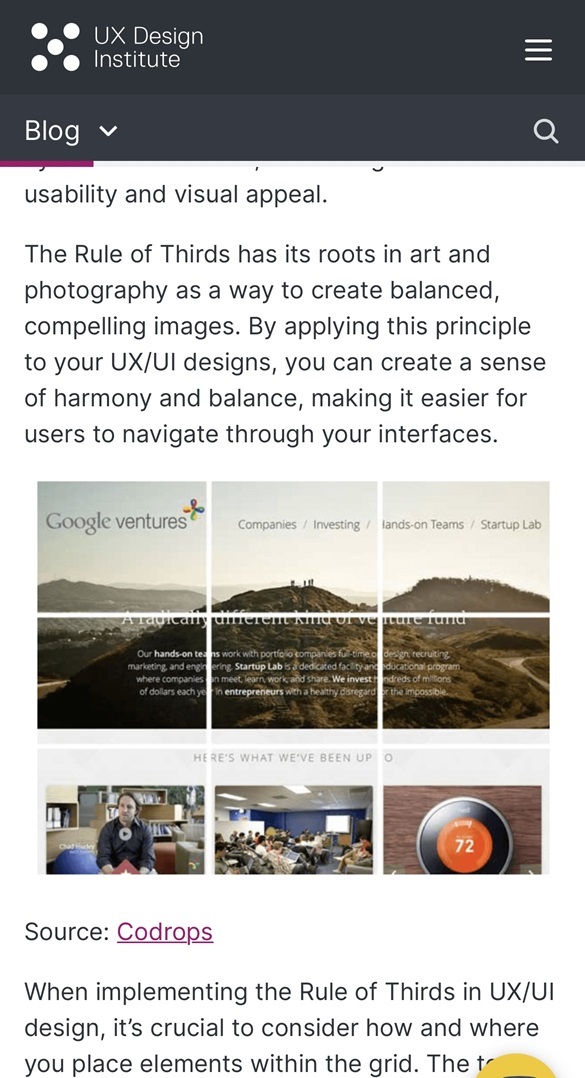 UX Design
Institute
Blog
usability and visual appeal.
The Rule of Thirds has its roots in art and
photography as a way to create balanced,
compelling images. By applying this principle
to your UX/UI designs, you can create a sense
of harmony and balance, making it easier for
users to navigate through your interfaces.
Google ventures
Companies / Investing / Hands-on Teams / Startup Lab
A radically different kind of venture fund
Our hands-on teams work with portfolio companies full-time on design, recruiting,
marketing, and engineering. Startup Lab is a dedicated facility and educational program
where companies can meet, learn, work, and share. We invest hundreds of millions
of dollars each year in entrepreneurs with a healthy disregard for the impossible.
HERE'S WHAT WE'VE BEEN UP TO
Chad Hurley
72
Source: Codrops
When implementing the Rule of Thirds in UX/UI
design, it’s crucial to consider how and where
you place elements within the grid. The